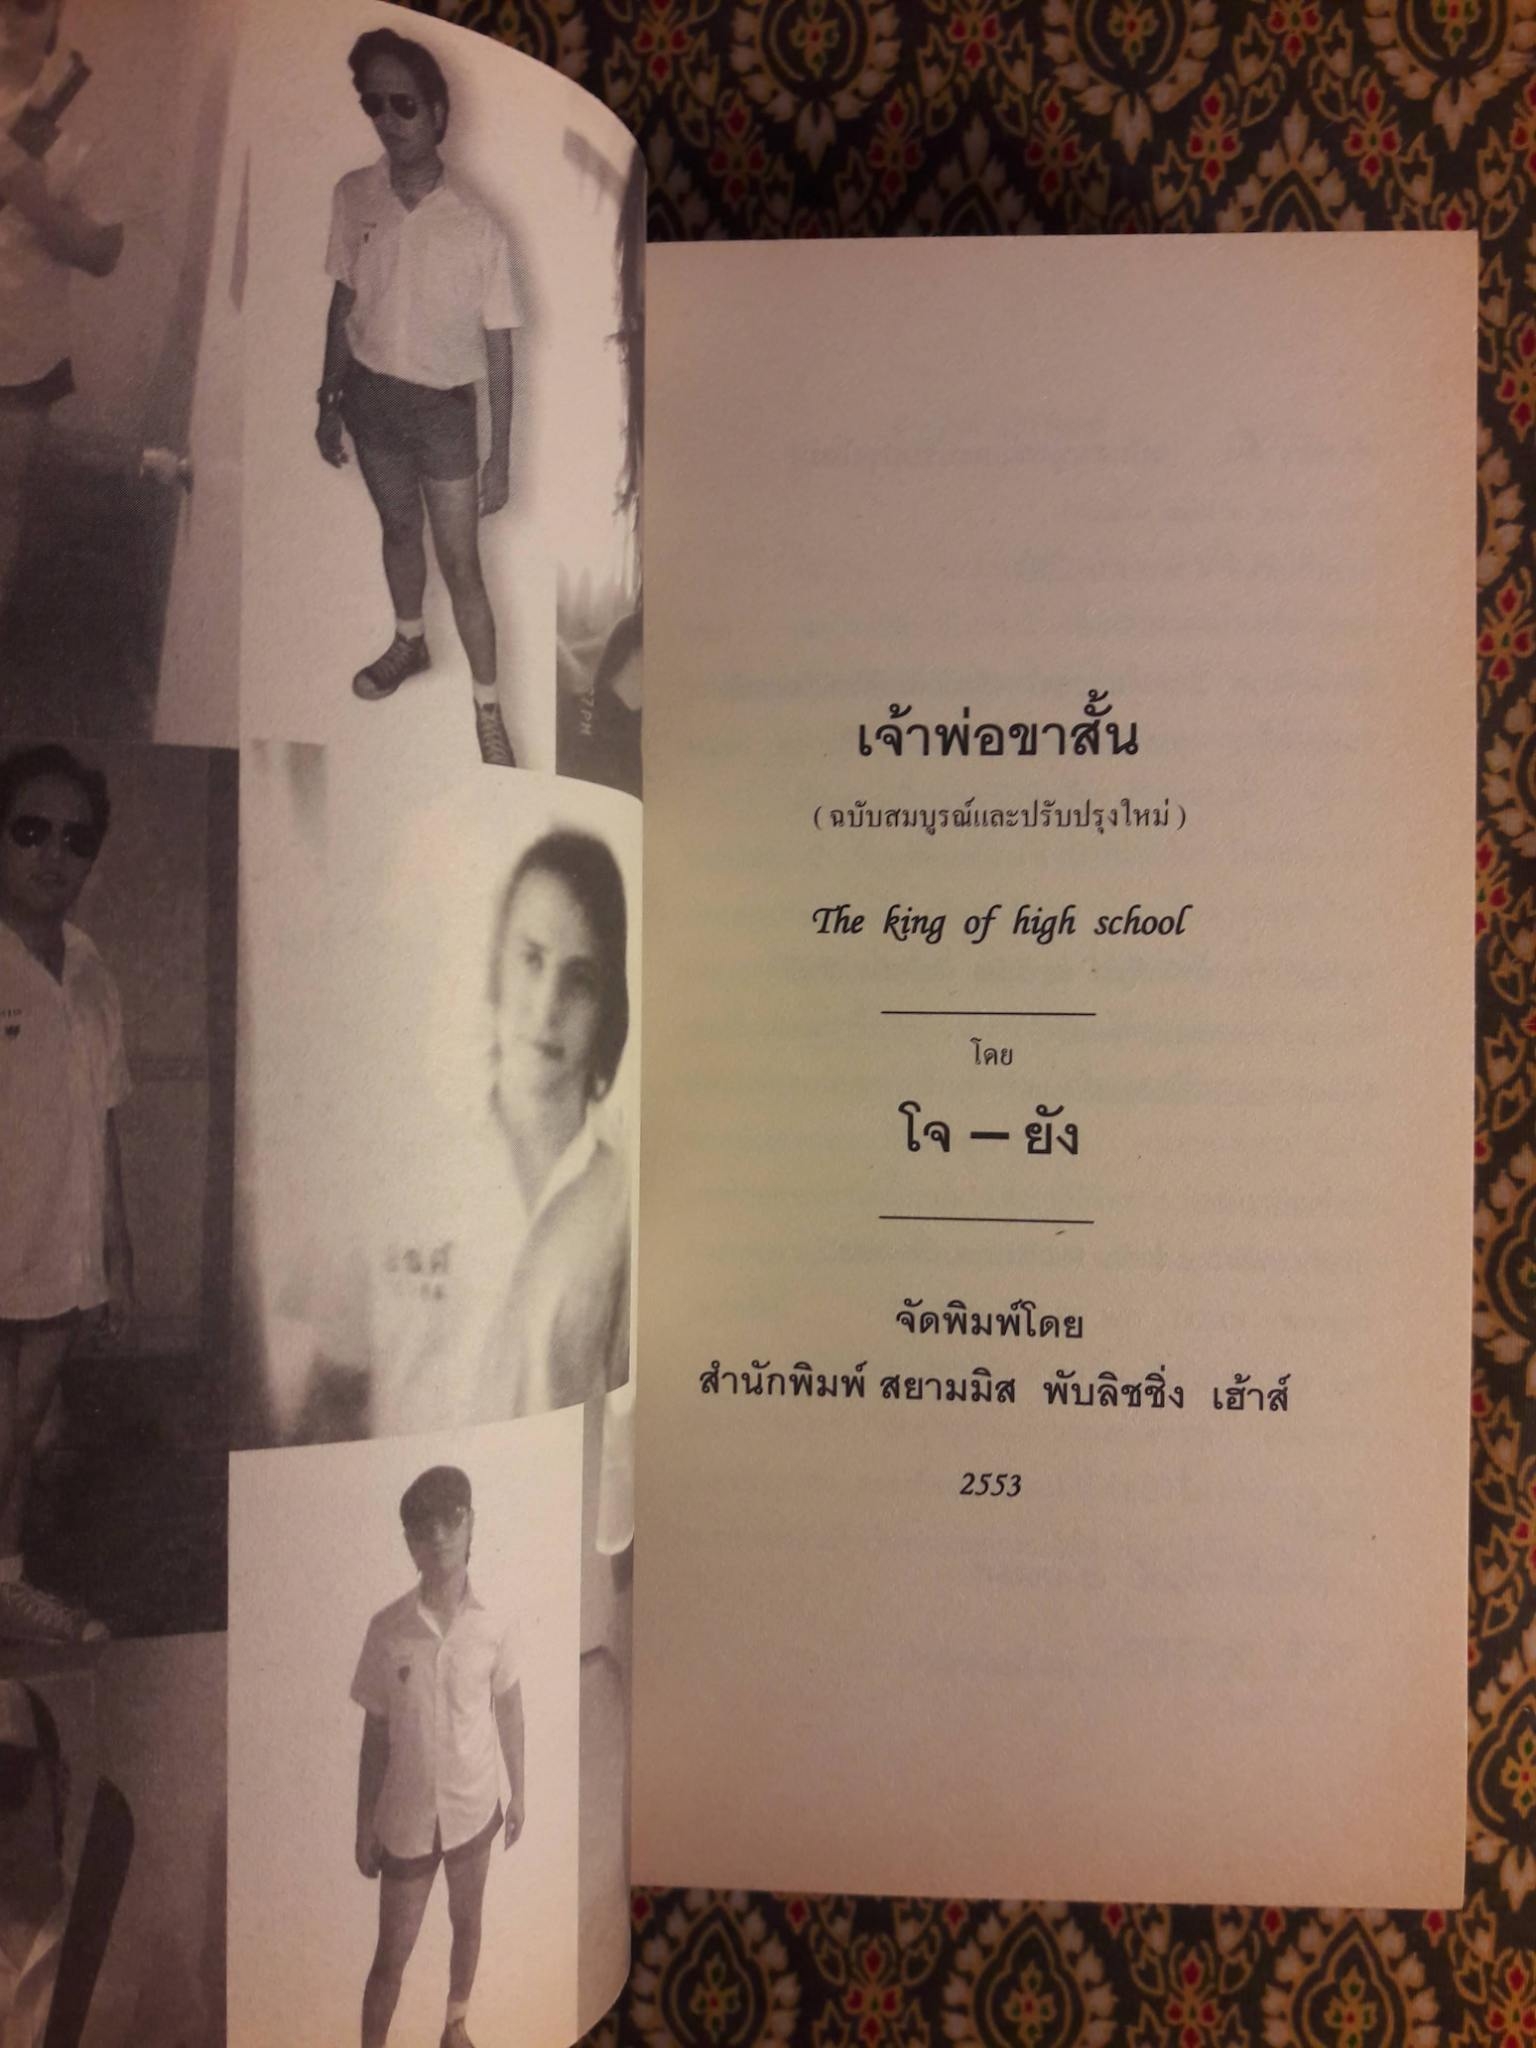 เจ้าพ่อขาสั้น
(ฉบับสมบูรณ์และปรับปรุงใหม่)
The king of high school
โดย
โจ – ยัง
จัดพิมพ์โดย
สำนักพิมพ์ สยามมิส พับลิชชิ่ง เฮ้าส์
2553